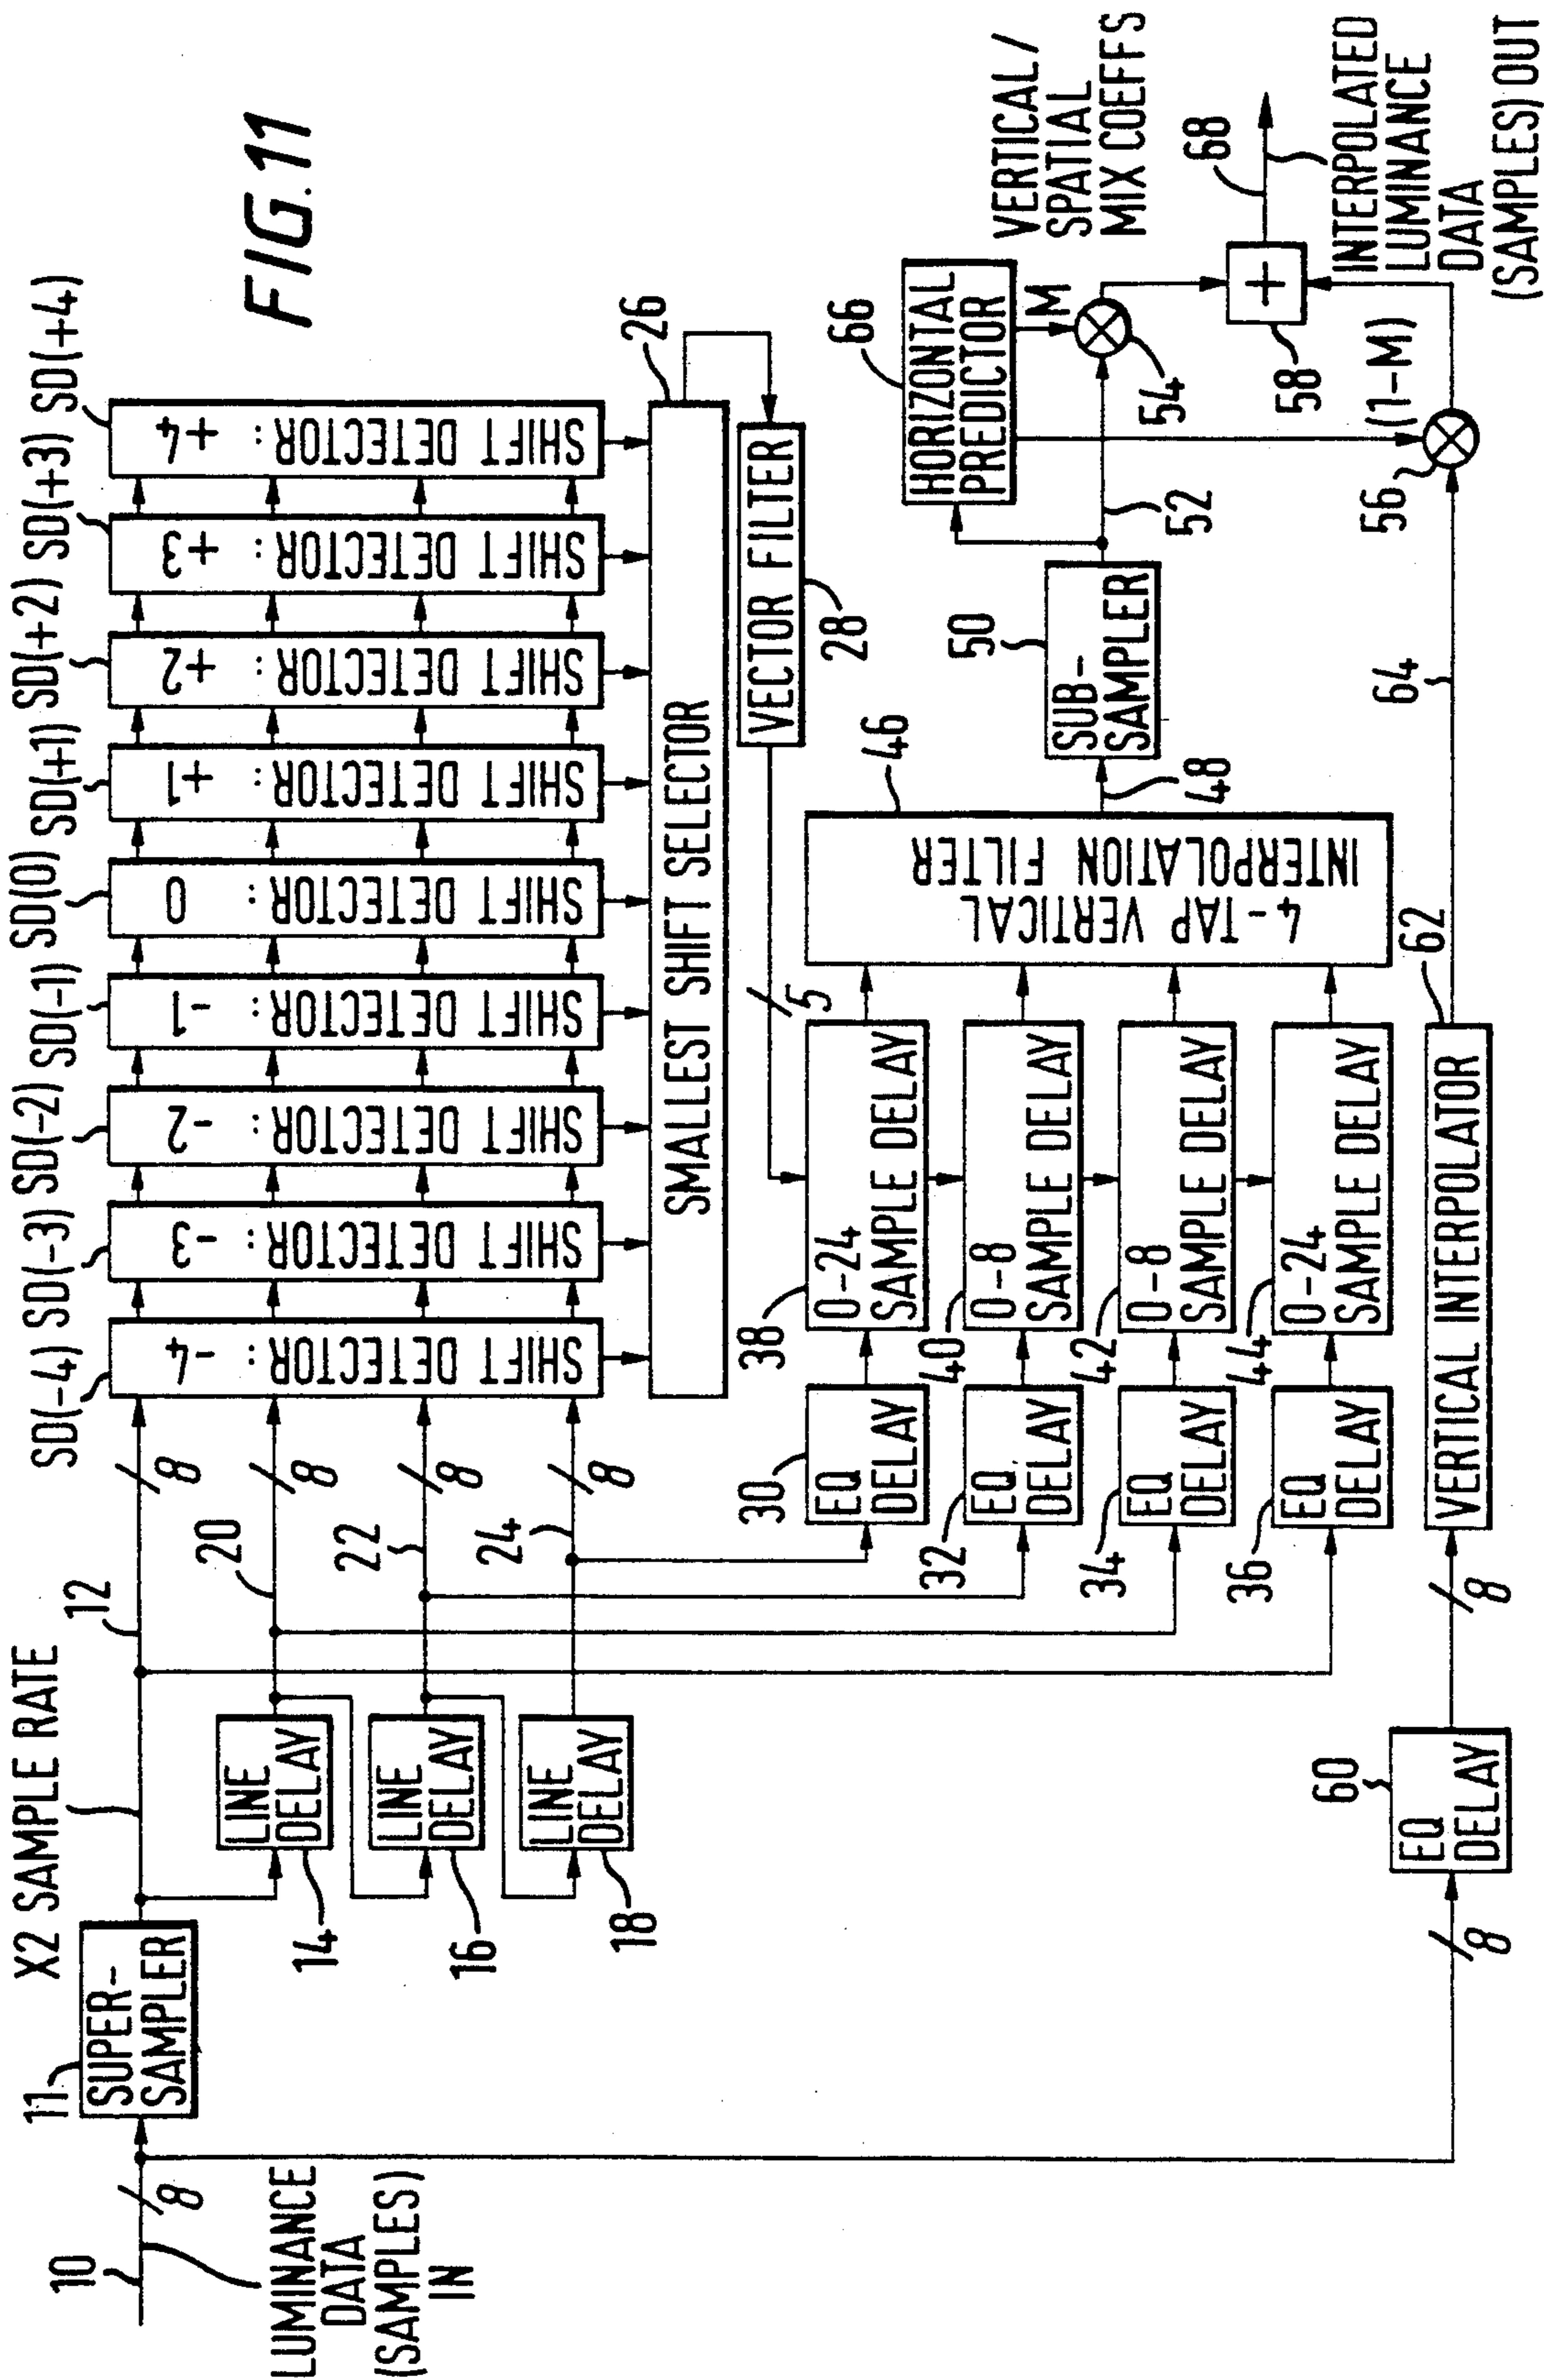 FIG.11
X2 SAMPLE RATE
SD(-4)
SD(-3)
SD(-2)
SD(-1)
SD(0)
SD(+1)
SD(+2)
SD(+3)
SD(+4)
11
SUPER-
SAMPLER
10
8
LUMINANCE
DATA
(SAMPLES)
IN
12
LINE
DELAY
14
LINE
DELAY
16
LINE
DELAY
18
20
22
24
8
8
8
8
SHIFT DETECTOR: -4
SHIFT DETECTOR: -3
SHIFT DETECTOR: -2
SHIFT DETECTOR: -1
SHIFT DETECTOR: 0
SHIFT DETECTOR: +1
SHIFT DETECTOR: +2
SHIFT DETECTOR: +3
SHIFT DETECTOR: +4
SMALLEST SHIFT SELECTOR
26
VECTOR FILTER
28
5
30
EQ
DELAY
32
EQ
DELAY
34
EQ
DELAY
36
EQ
DELAY
38
0-24
SAMPLE DELAY
40
0-8
SAMPLE DELAY
42
0-8
SAMPLE DELAY
44
0-24
SAMPLE DELAY
4-TAP VERTICAL
INTERPOLATION FILTER
46
48
50
SUB-
SAMPLER
52
66
HORIZONTAL
PREDICTOR
M
54
VERTICAL/
SPATIAL
MIX COEFFS
58
+
68
(1-M)
56
INTERPOLATED
LUMINANCE
DATA
(SAMPLES) OUT
8
60
EQ
DELAY
8
VERTICAL INTERPOLATOR
62
64